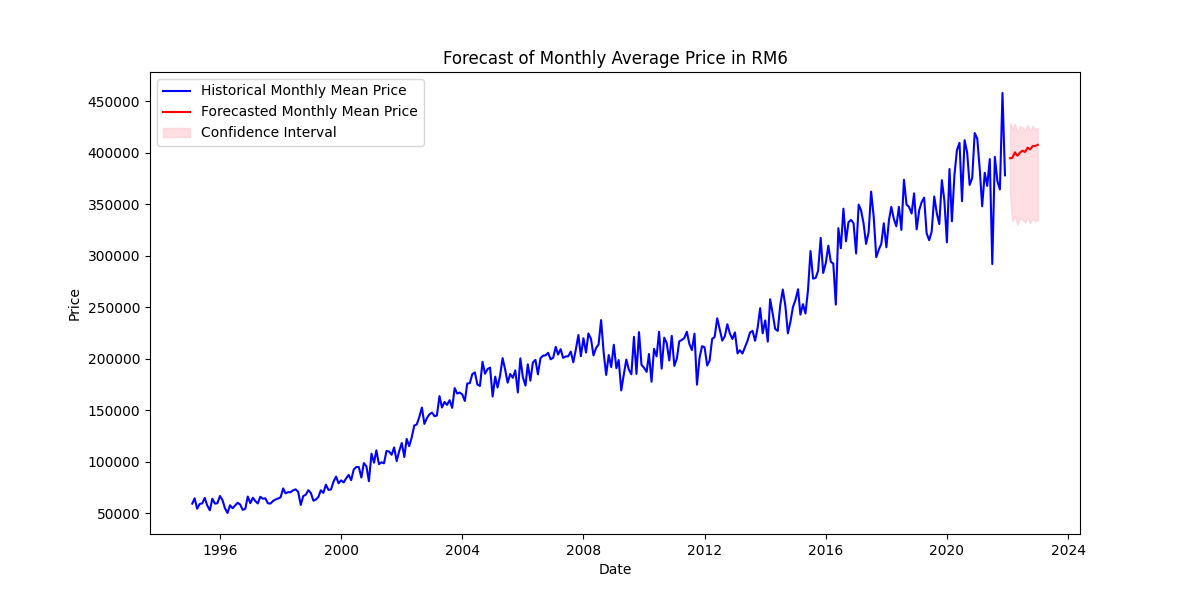 Forecast of Monthly Average Price in RM6
Historical Monthly Mean Price
Forecasted Monthly Mean Price
Confidence Interval
450000
400000
350000
300000
250000
200000
150000
100000
50000
Price
1996 2000 2004 2008 2012 2016 2020 2024
Date